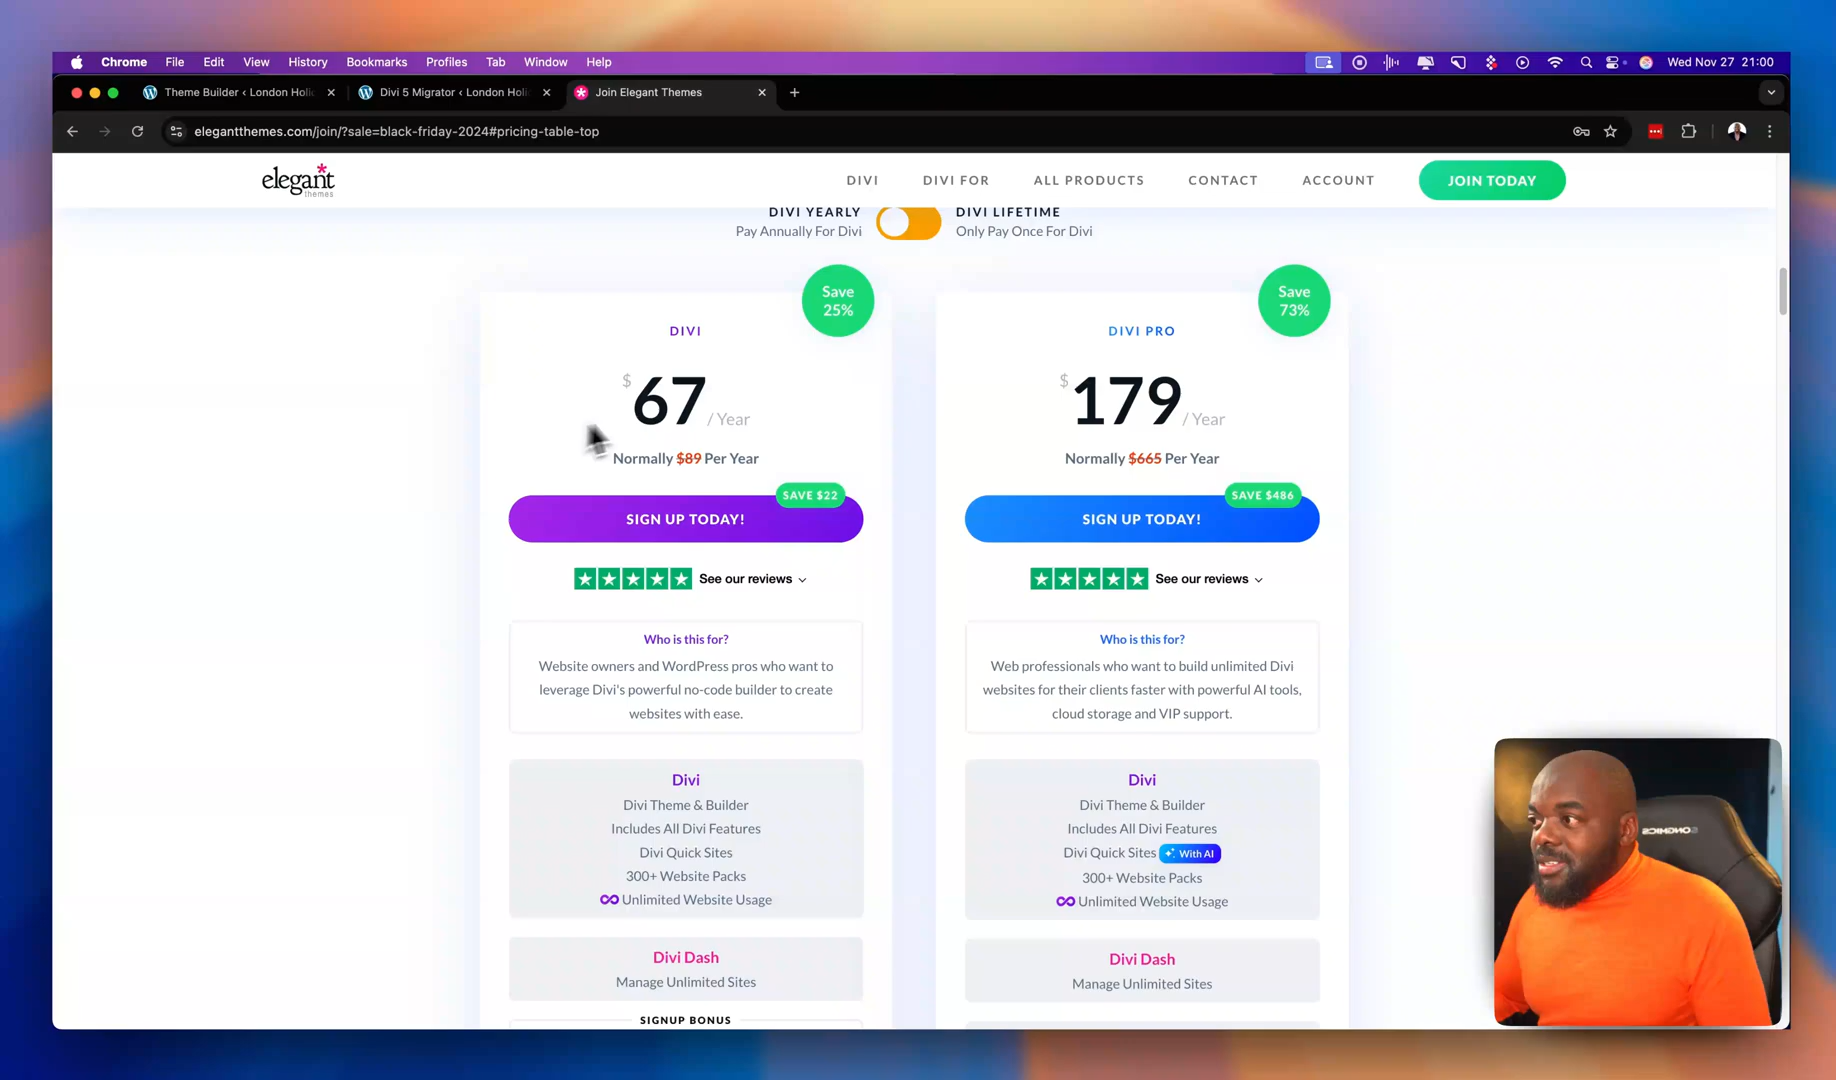 Chrome File Edit View History Bookmarks Profiles Tab Window Help Wed Nov 27 21:00
Theme Builder ‹ London Holi Divi 5 Migrator ‹ London Holi Join Elegant Themes
elegantthemes.com/join/?sale=black-friday-2024#pricing-table-top
elegant themes DIVI DIVI FOR ALL PRODUCTS CONTACT ACCOUNT JOIN TODAY
DIVI YEARLY DIVI LIFETIME
Pay Annually For Divi Only Pay Once For Divi
Save 25%
DIVI
$67/ Year
Normally $89 Per Year
SAVE $22
SIGN UP TODAY!
See our reviews
Who is this for?
Website owners and WordPress pros who want to
leverage Divi's powerful no-code builder to create
websites with ease.
Divi
Divi Theme & Builder
Includes All Divi Features
Divi Quick Sites
300+ Website Packs
Unlimited Website Usage
Divi Dash
Manage Unlimited Sites
SIGNUP BONUS
Save 73%
DIVI PRO
$179/ Year
Normally $665 Per Year
SAVE $486
SIGN UP TODAY!
See our reviews
Who is this for?
Web professionals who want to build unlimited Divi
websites for their clients faster with powerful AI tools,
cloud storage and VIP support.
Divi
Divi Theme & Builder
Includes All Divi Features
Divi Quick Sites With AI
300+ Website Packs
Unlimited Website Usage
Divi Dash
Manage Unlimited Sites